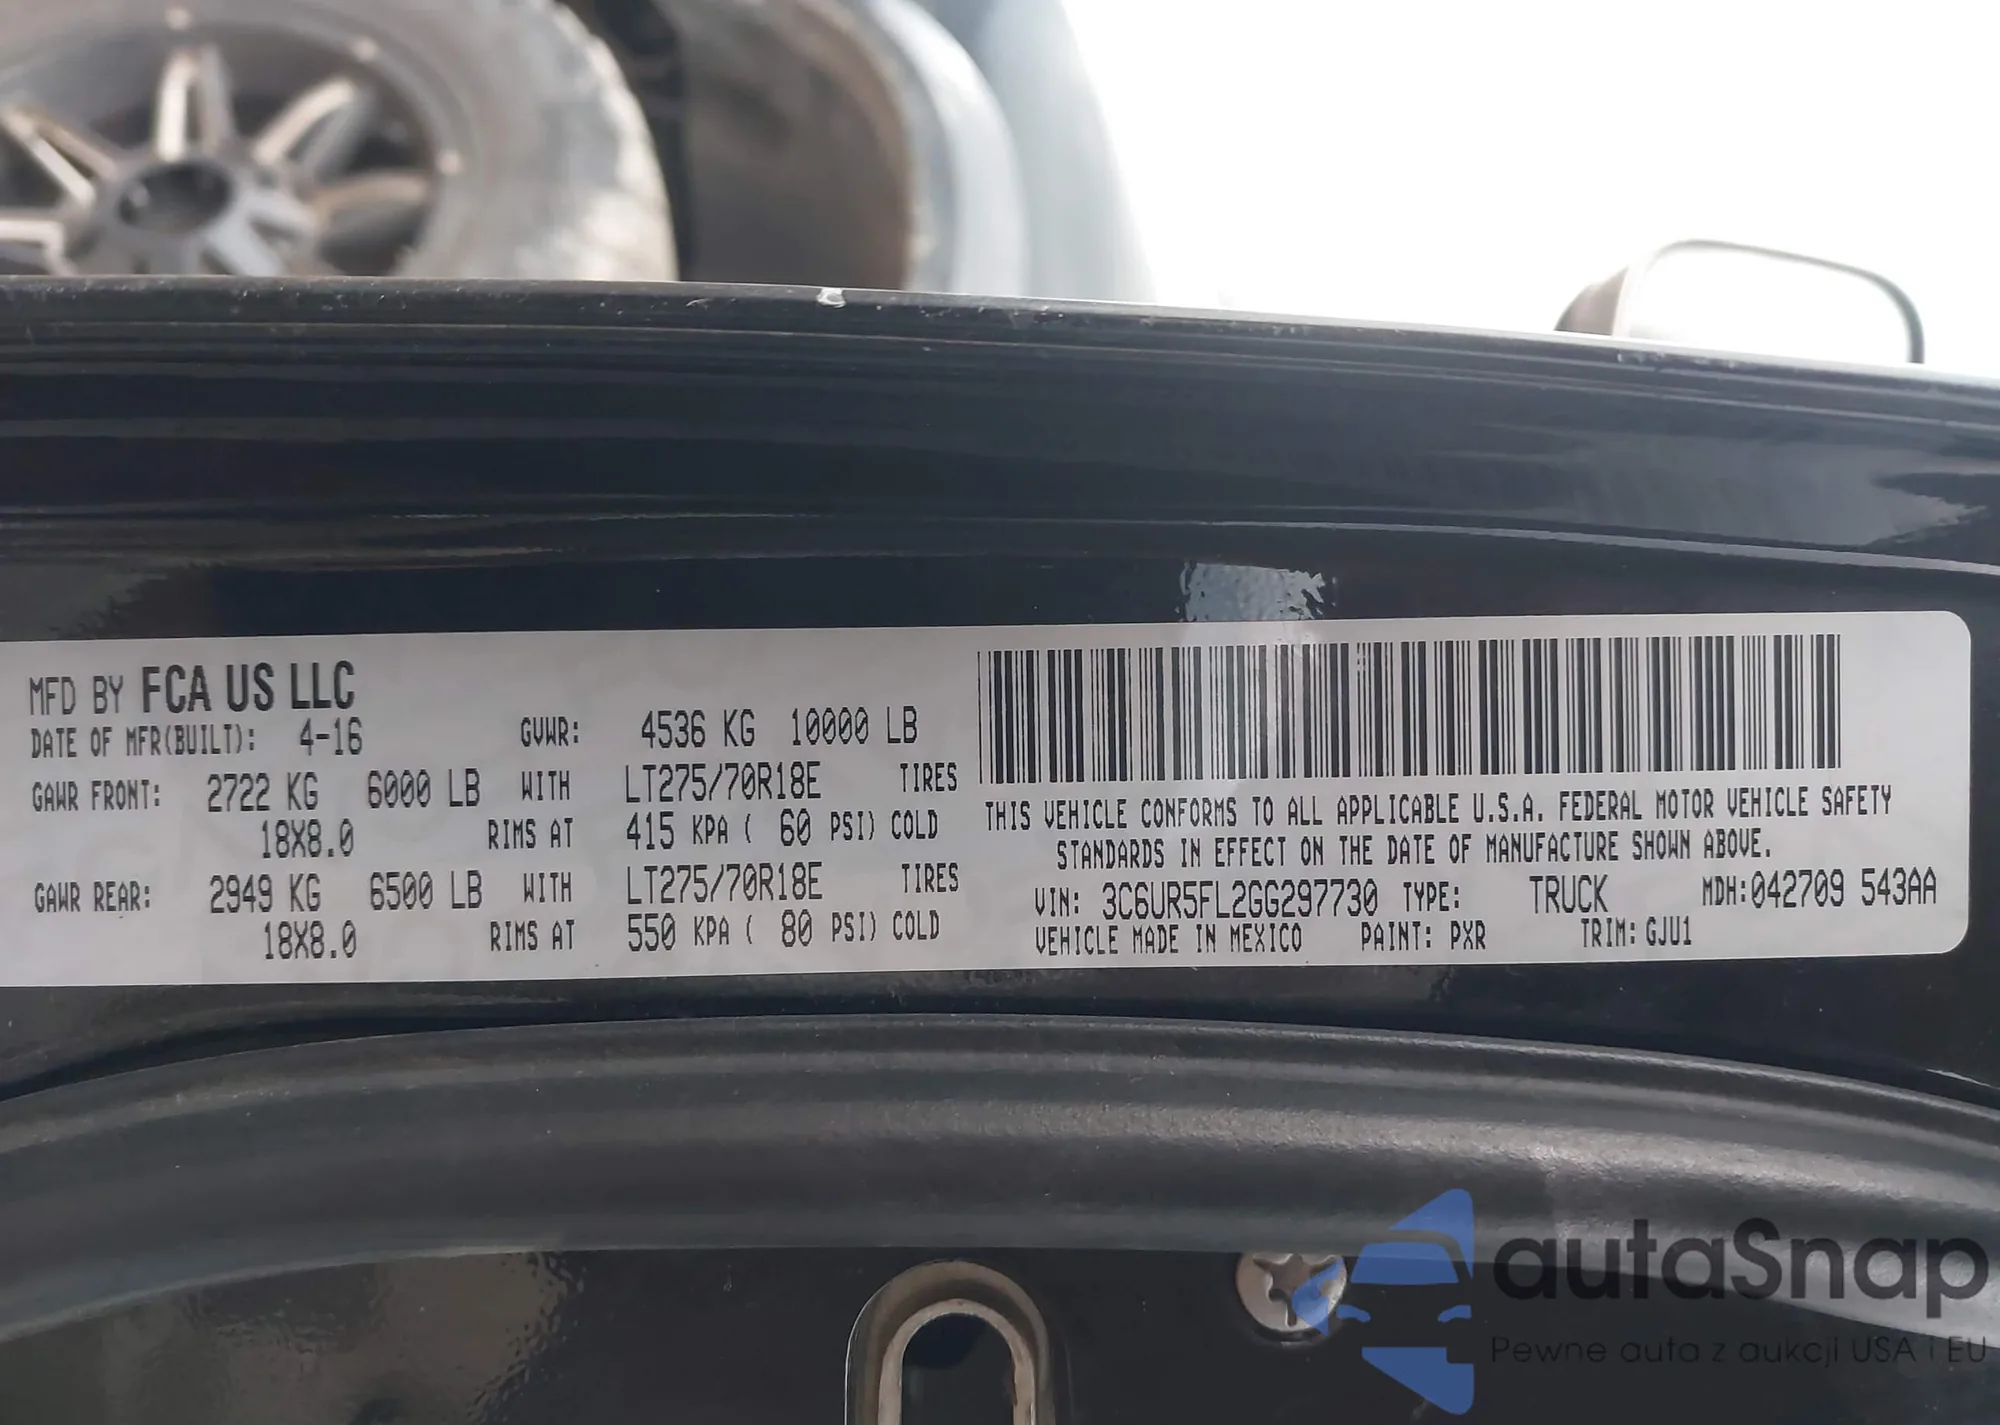 MFD BY FCA US LLC
DATE OF MFR(BUILT): 4-16 GVWR: 4536 KG 10000 LB
GAWR FRONT: 2722 KG 6000 LB WITH LT275/70R18E TIRES
18X8.0 RIMS AT 415 KPA ( 60 PSI) COLD
GAWR REAR: 2949 KG 6500 LB WITH LT275/70R18E TIRES
18X8.0 RIMS AT 550 KPA ( 80 PSI) COLD
THIS VEHICLE CONFORMS TO ALL APPLICABLE U.S.A. FEDERAL MOTOR VEHICLE SAFETY
STANDARDS IN EFFECT ON THE DATE OF MANUFACTURE SHOWN ABOVE.
VIN: 3C6UR5FL2GG297730 TYPE: TRUCK MDH:042709 543AA
VEHICLE MADE IN MEXICO PAINT: PXR TRIM: GJU1
autaSnap
Pewne auta z aukcji USA i EU